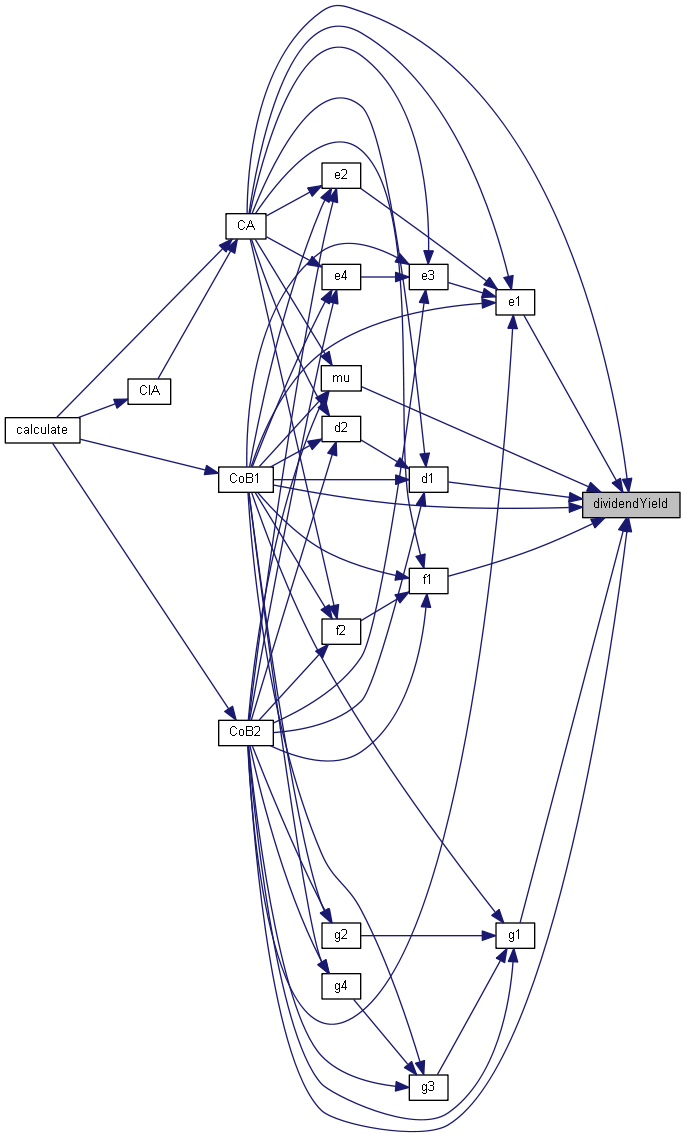 e2
CA
e4
e3
e1
mu
CIA
calculate
d2
CoB1
d1
dividendYield
f1
f2
CoB2
g2
g1
g4
g3